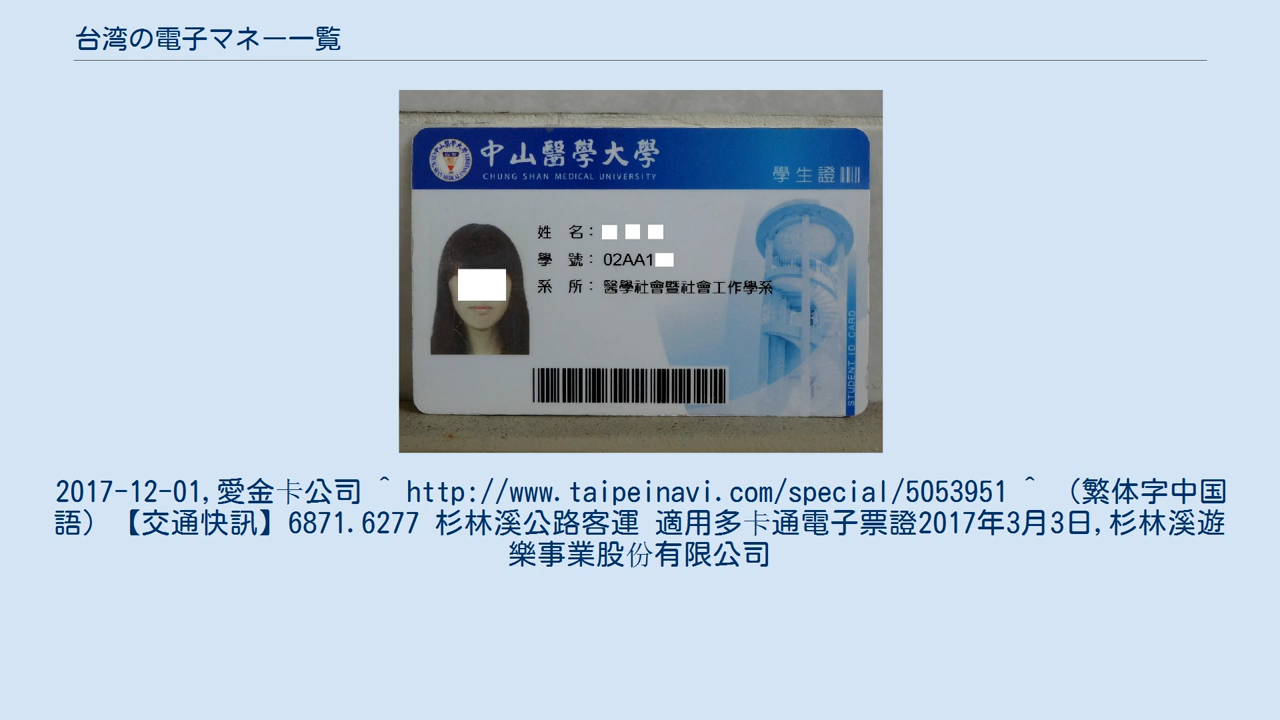 台湾の電子マネー一覧
中山醫學大學
CHUNG SHAN MEDICAL UNIVERSITY
學生證
姓 名：
學 號：02AA1
系 所：醫學社會暨社會工作學系
STUDENT ID CARD
2017-12-01,愛金卡公司 ^ http://www.taipeinavi.com/special/5053951 ^ （繁体字中国
語）【交通快訊】6871.6277 杉林溪公路客運 適用多卡通電子票證2017年3月3日,杉林溪遊
樂事業股份有限公司